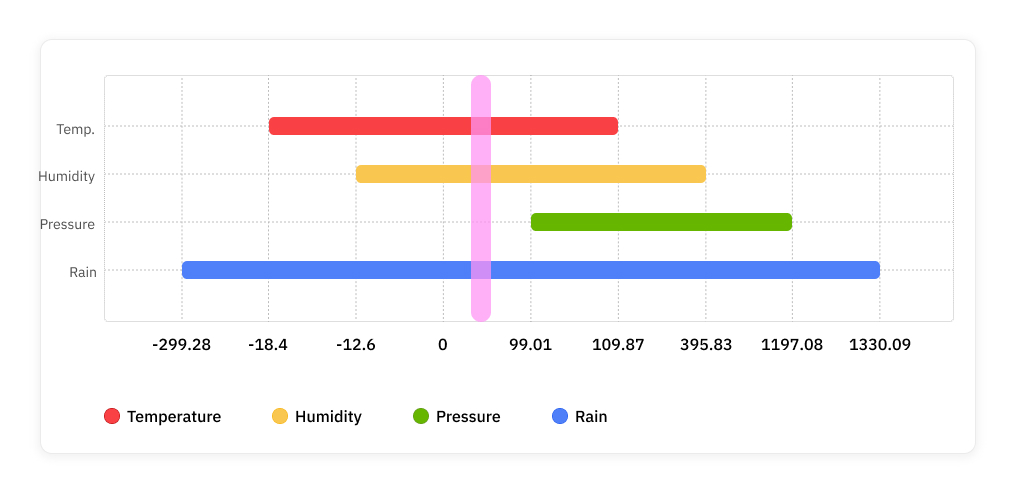 Temp.
Humidity
Pressure
Rain
-299.28 -18.4 -12.6 0 99.01 109.87 395.83 1197.08 1330.09
Temperature Humidity Pressure Rain